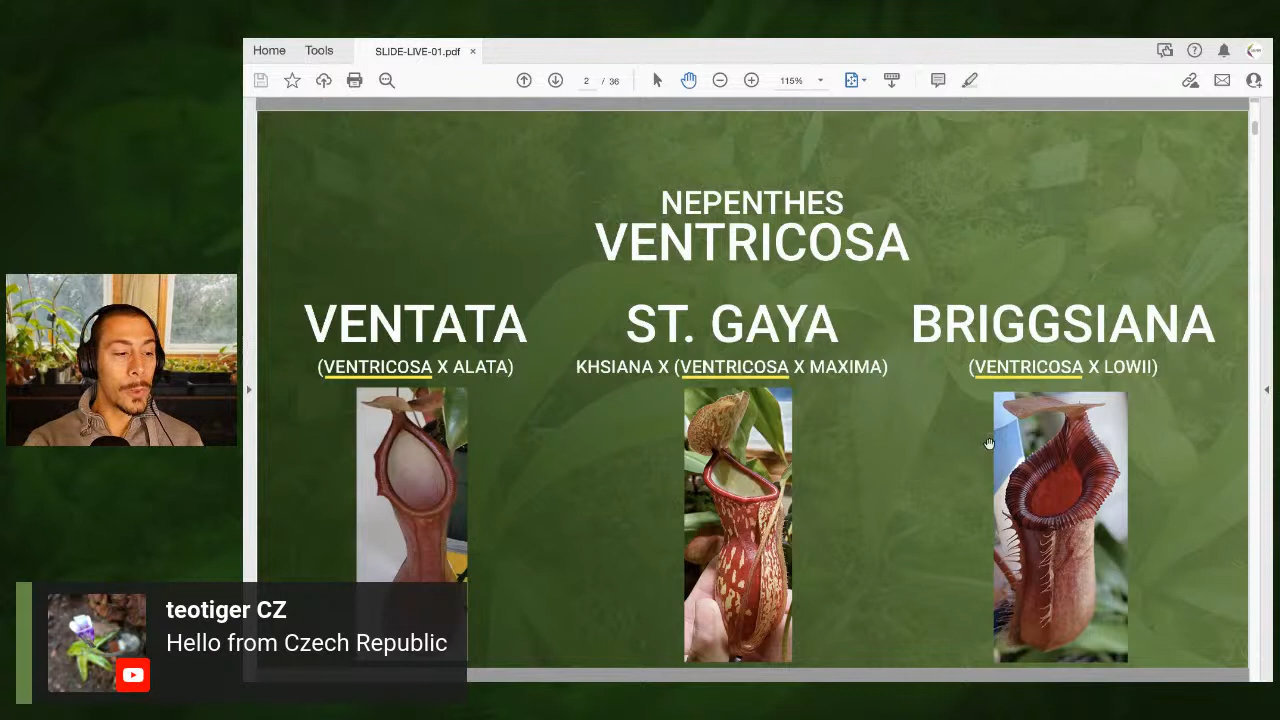 Home Tools SLIDE-LIVE-01.pdf ×
2 / 36 115%
NEPENTHES
VENTRICOSA
VENTATA
(VENTRICOSA X ALATA)
ST. GAYA
KHSIANA X (VENTRICOSA X MAXIMA)
BRIGGSIANA
(VENTRICOSA X LOWII)
teotiger CZ
Hello from Czech Republic